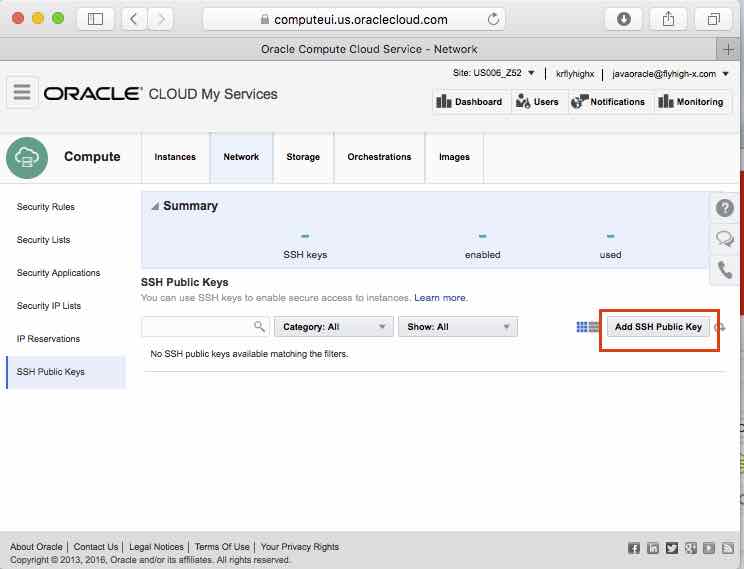 computeui.us.oraclecloud.com
Oracle Compute Cloud Service - Network
Site: US006_Z52 krflyhighx javaoracle@flyhigh-x.com
ORACLE CLOUD My Services
Dashboard Users Notifications Monitoring
Compute Instances Network Storage Orchestrations Images
Security Rules
Security Lists
Security Applications
Security IP Lists
IP Reservations
SSH Public Keys
Summary
SSH keys enabled used
SSH Public Keys
You can use SSH keys to enable secure access to instances. Learn more.
Category: All Show: All Add SSH Public Key
No SSH public keys available matching the filters.
About Oracle | Contact Us | Legal Notices | Terms Of Use | Your Privacy Rights
Copyright © 2013, 2016, Oracle and/or its affiliates. All rights reserved.